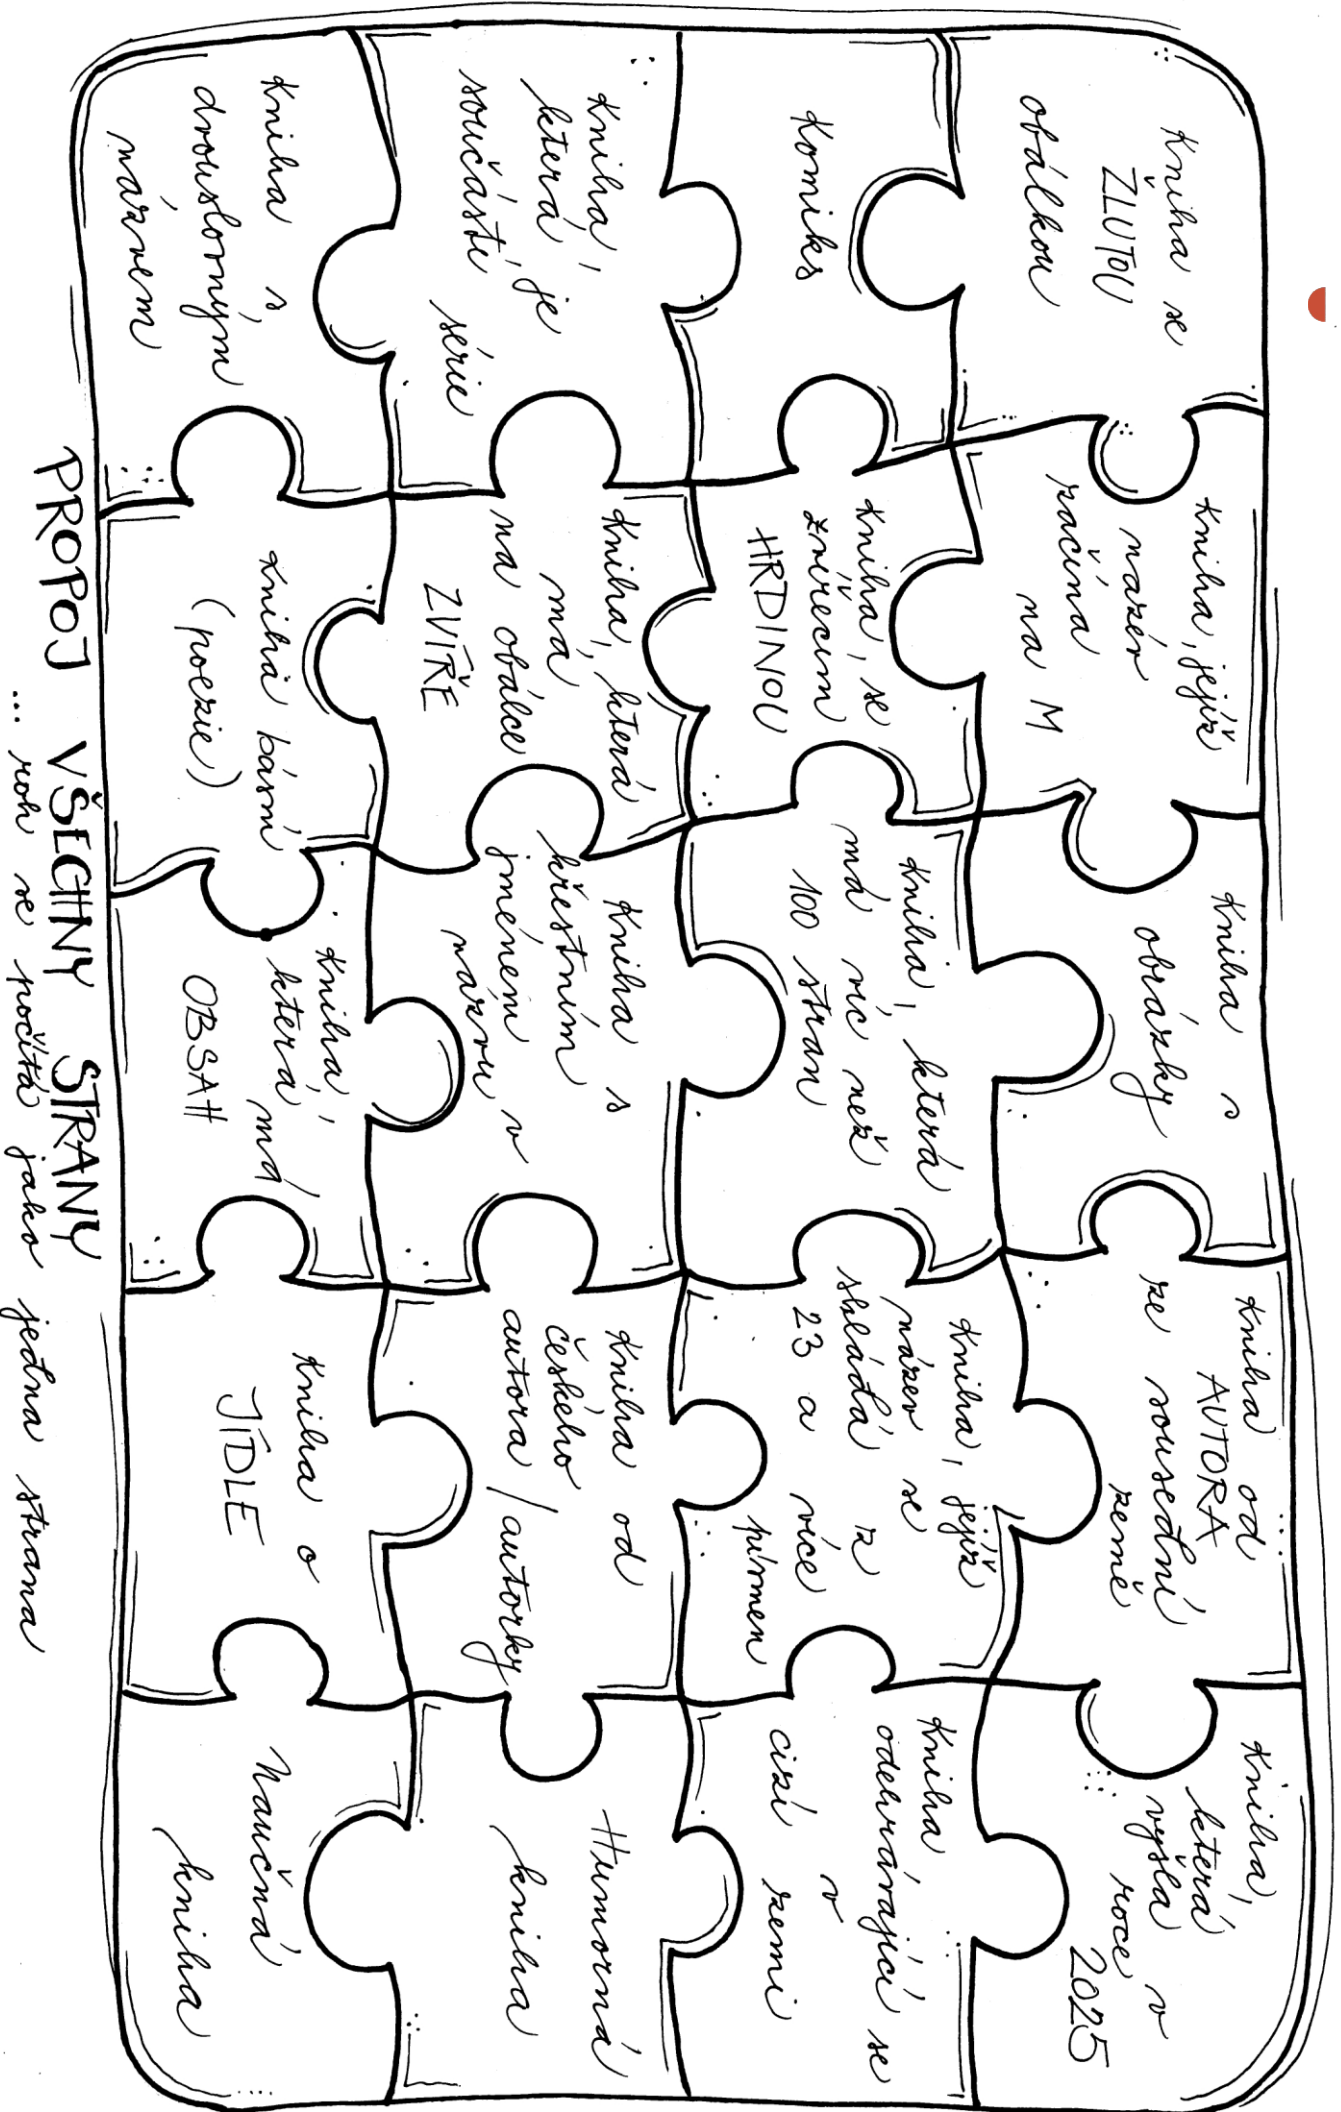 Kniha se
ŽLUTOU
obálkou
Kniha, jejíž
název
začíná
na M
Kniha s
obrázky
Kniha od
AUTORA
ze sousední
země
Kniha,
která
vyšla v
roce
2025
Komiks
Kniha se
zvířecím
HRDINOU
Kniha, která
má víc než
100 stran
Kniha, jejíž
název se
skládá z
23 a více
písmen
Kniha
odehrávající se
v
cizí zemi
Kniha,
která je
součástí
série
Kniha, která
má
na obálce
ZVÍŘE
Kniha s
křestním
jménem v
názvu
Kniha od
českého
autora/autorky
Humorná
kniha
Kniha s
dvouslovným
názvem
Kniha básní
(poezie)
Kniha,
která má
OBSAH
Kniha o
JÍDLE
Naučná
kniha
PROPOJ VŠECHNY STRANY
... roh se počítá jako jedna strana